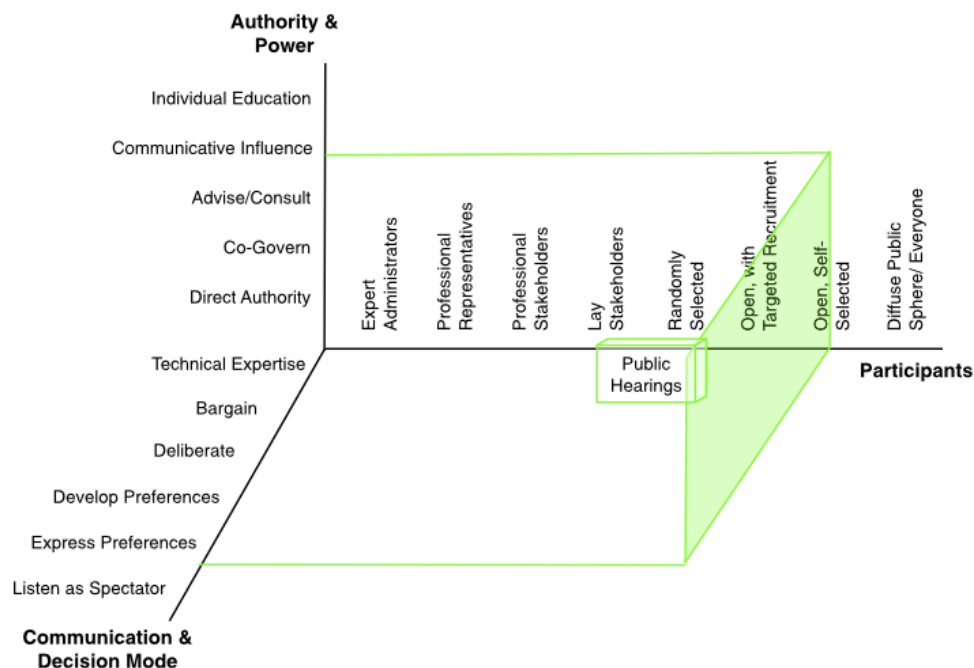 Authority &
Power
Individual Education
Communicative Influence
Advise/Consult
Co-Govern
Direct Authority
Expert
Administrators
Professional
Representatives
Professional
Stakeholders
Lay
Stakeholders
Randomly
Selected
Open, with
Targeted Recruitment
Open, Self-
Selected
Diffuse Public
Sphere/ Everyone
Participants
Public
Hearings
Technical Expertise
Bargain
Deliberate
Develop Preferences
Express Preferences
Listen as Spectator
Communication &
Decision Mode